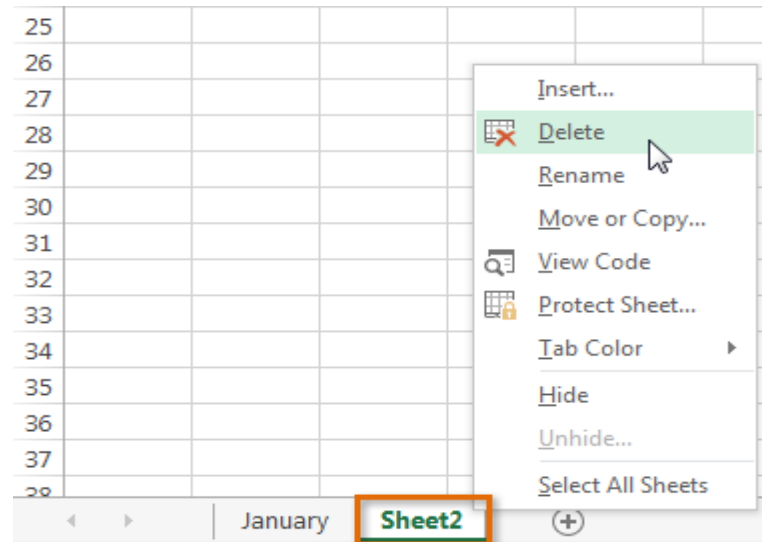 25
26
27
28
29
30
31
32
33
34
35
36
37
38
Insert...
Delete
Rename
Move or Copy...
View Code
Protect Sheet...
Tab Color
Hide
Unhide...
Select All Sheets
January Sheet2